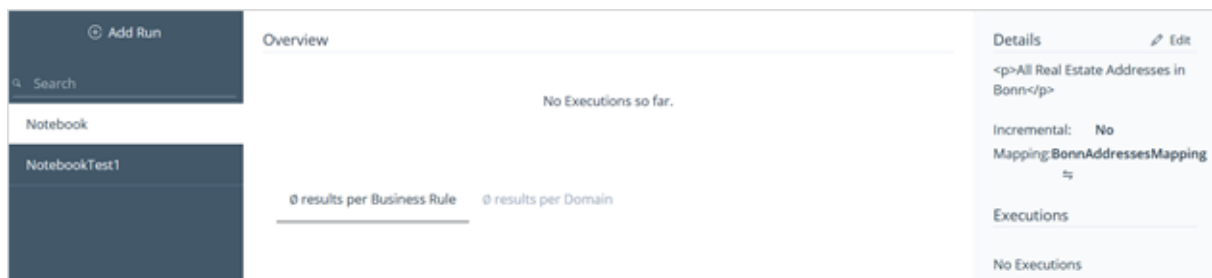 Add Run
Search
Notebook
NotebookTest1
Overview
No Executions so far.
Ø results per Business Rule
Ø results per Domain
Details
Edit
<p>All Real Estate Addresses in
Bonn</p>
Incremental: No
Mapping:BonnAddressesMapping
Executions
No Executions